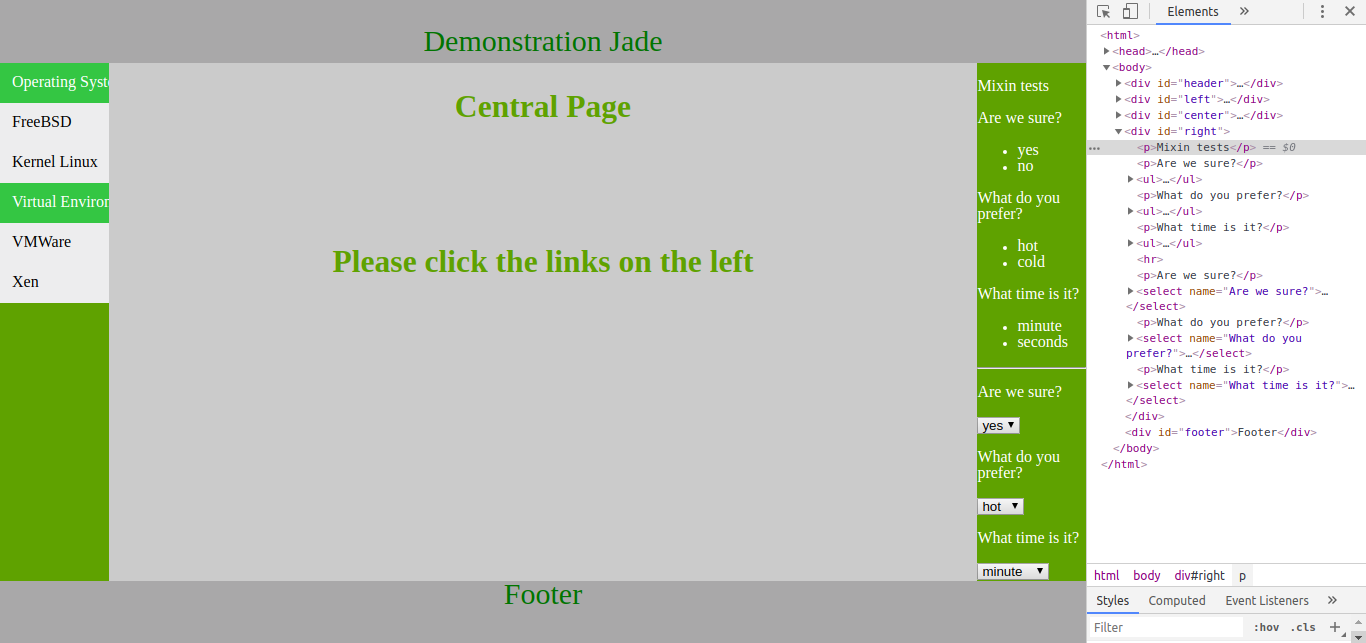 Demonstration Jade
Operating Syste
FreeBSD
Kernel Linux
Virtual Environ
VMWare
Xen
Central Page
Please click the links on the left
Mixin tests
Are we sure?
yes
no
What do you
prefer?
hot
cold
What time is it?
minute
seconds
Are we sure?
yes
What do you
prefer?
hot
What time is it?
minute
Footer
Elements »
<html>
<head>…</head>
<body>
<div id="header">…</div>
<div id="left">…</div>
<div id="center">…</div>
<div id="right">
… <p>Mixin tests</p> == $0
<p>Are we sure?</p>
<ul>…</ul>
<p>What do you prefer?</p>
<ul>…</ul>
<p>What time is it?</p>
<ul>…</ul>
<hr>
<p>Are we sure?</p>
<select name="Are we sure?">…
</select>
<p>What do you prefer?</p>
<select name="What do you
prefer?">…</select>
<p>What time is it?</p>
<select name="What time is it?">…
</select>
</div>
<div id="footer">Footer</div>
</body>
</html>
html body div#right p
Styles Computed Event Listeners »
Filter :hov .cls +